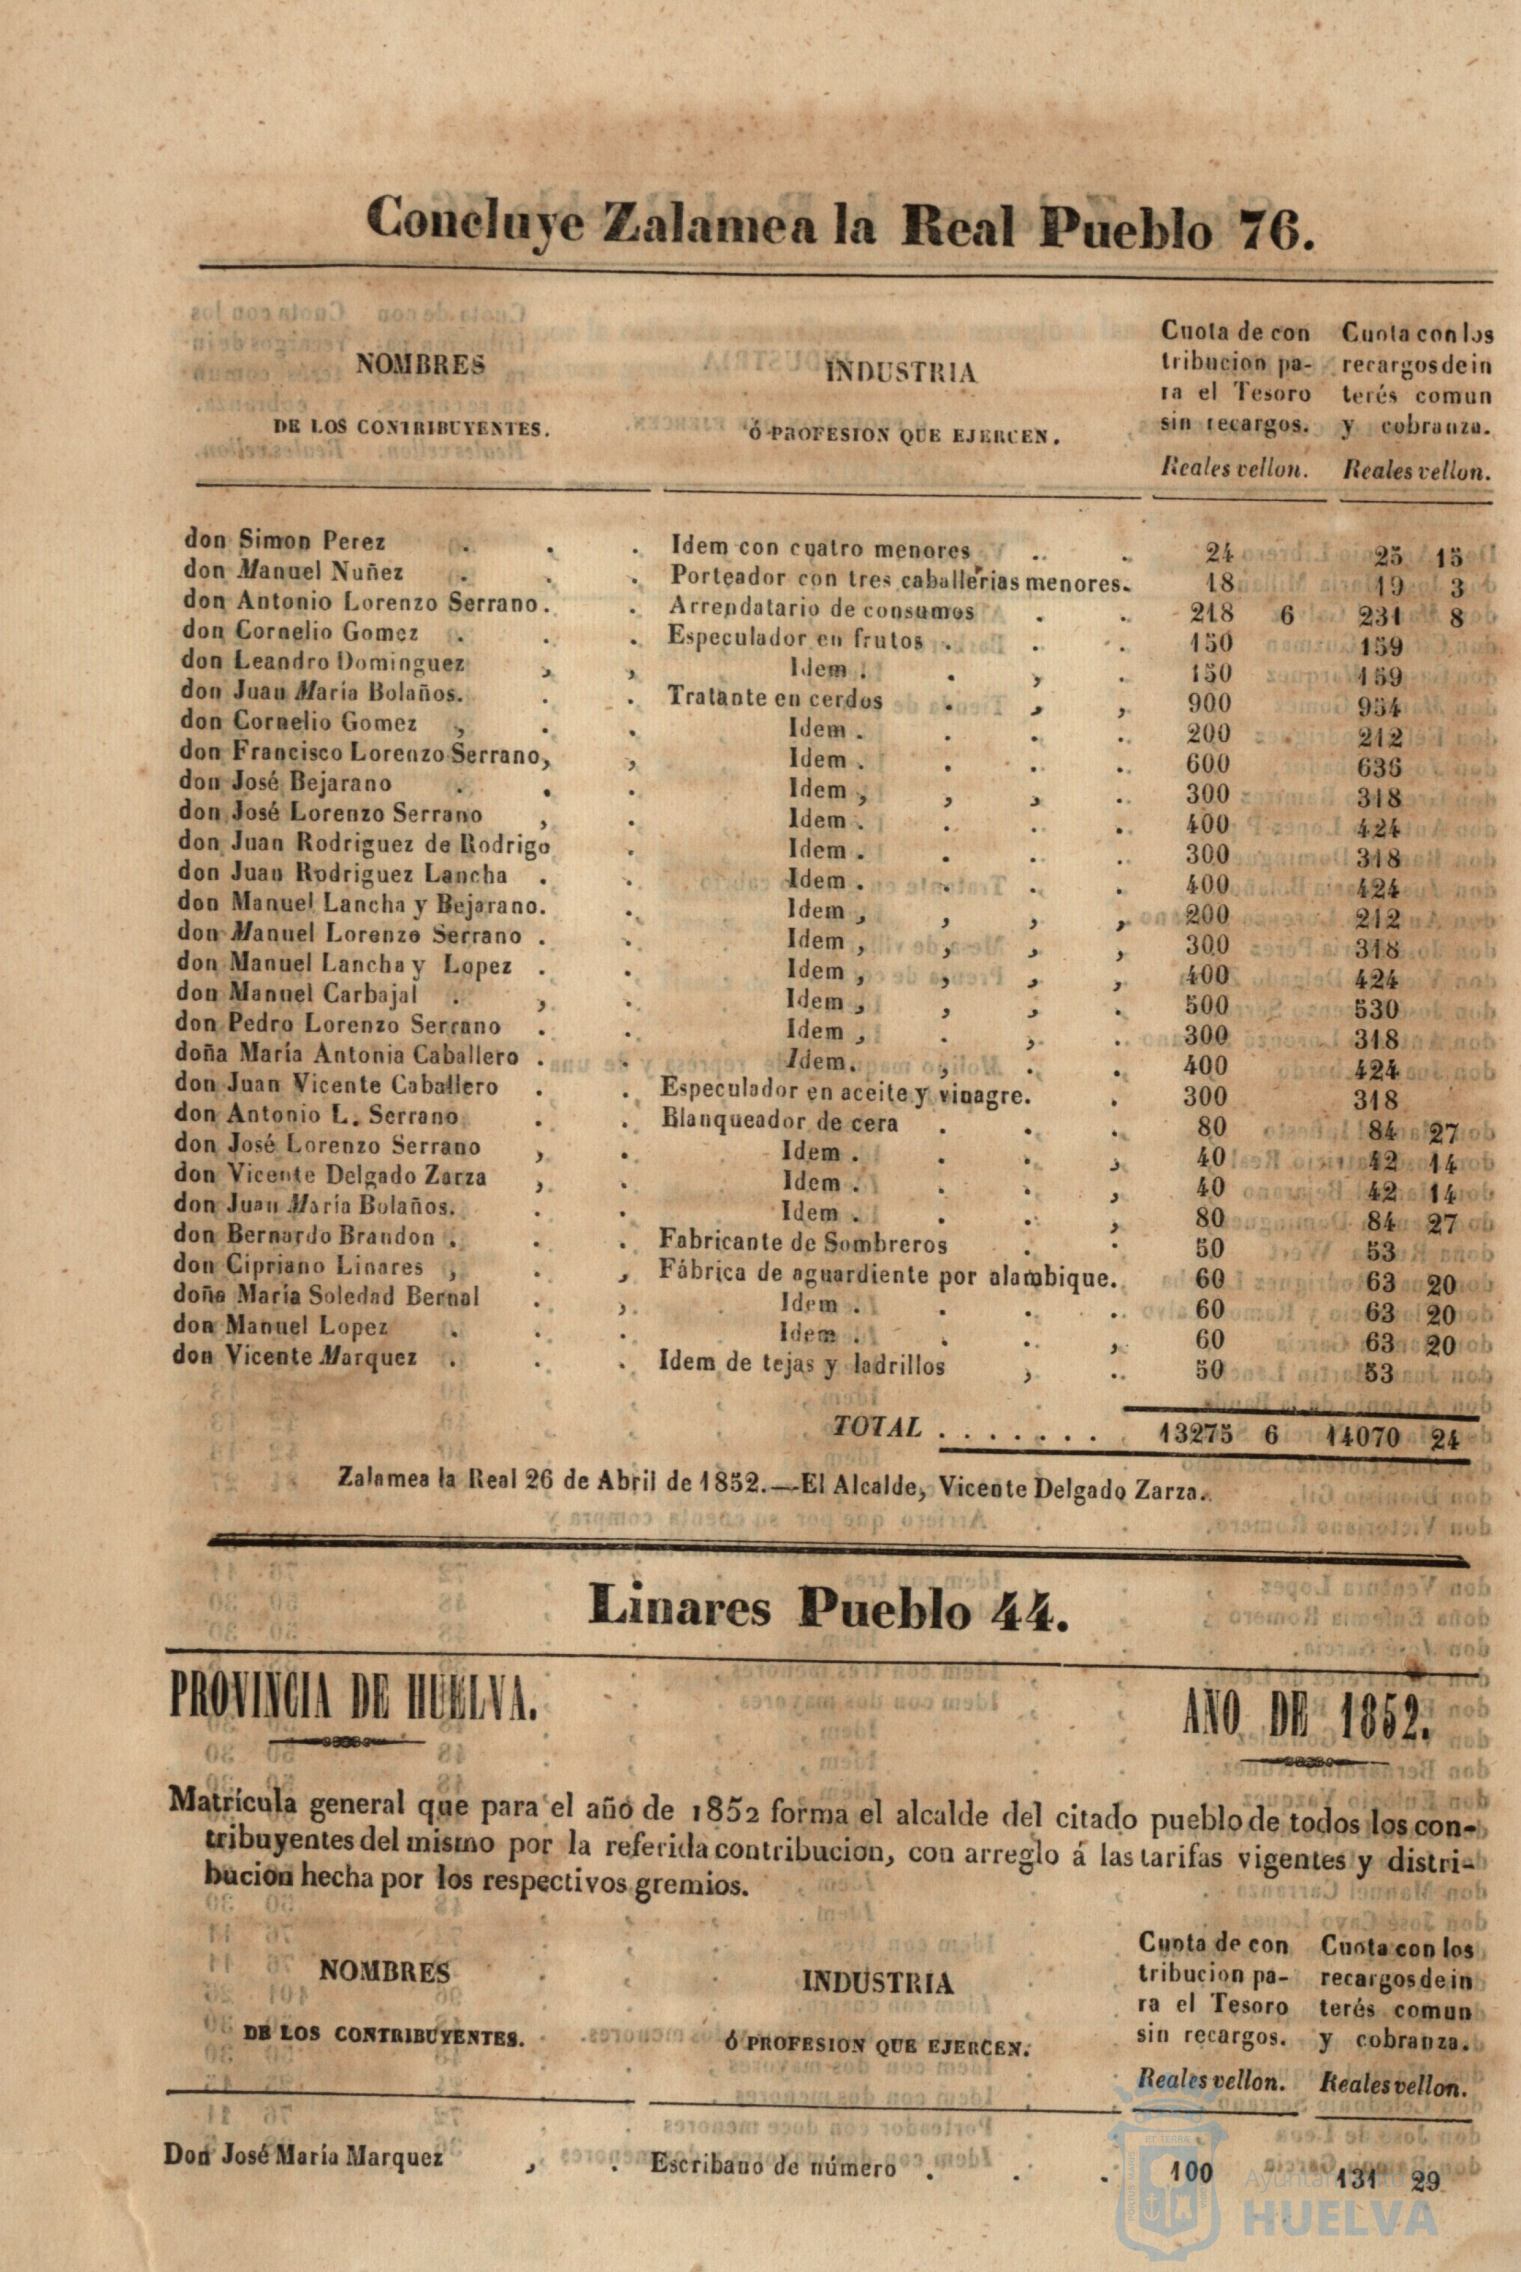 Concluye Zalamea la Real Pueblo 76.
NOMBRES
DE LOS CONTRIBUYENTES.
INDUSTRIA
Ó PROFESION QUE EJERCEN.
Cuota de con
tribucion pa-
ra el Tesoro
sin recargos.
Reales vellon.
Cuota con los
recargos de in
terés comun
y cobranza.
Reales vellon.
don Simon Perez . . . Idem con cuatro menores . . 24 25 15
don Manuel Nuñez . . . Porteador con tres caballerías menores. 18 19 3
don Antonio Lorenzo Serrano. . Arrendatario de consumos . . 218 6 231 8
don Cornelio Gomez . . . Especulador en frutos . . . 150 159
don Leandro Dominguez , , Idem . . , . 150 159
don Juan María Bolaños. . . Tratante en cerdos . , , 900 954
don Cornelio Gomez , . . Idem . . . . 200 212
don Francisco Lorenzo Serrano, , Idem . . . . 600 636
don José Bejarano . . . Idem , , , . 300 318
don José Lorenzo Serrano , . Idem . . . . 400 424
don Juan Rodriguez de Rodrigo . Idem . . . . 300 318
don Juan Rodriguez Lancha . . Idem . . . . 400 424
don Manuel Lancha y Bejarano. . Idem , , , , 200 212
don Manuel Lorenzo Serrano . . Idem , , , , 300 318
don Manuel Lancha y Lopez . . Idem , , , , 400 424
don Manuel Carbajal . , . Idem , , , . 500 530
don Pedro Lorenzo Serrano . . Idem , . , . 300 318
doña María Antonia Caballero . . Idem. , . . 400 424
don Juan Vicente Caballero . . Especulador en aceite y vinagre. . 300 318
don Antonio L. Serrano . . Blanqueador de cera . . . 80 84 27
don José Lorenzo Serrano , . Idem . . . , 40 42 14
don Vicente Delgado Zarza , . Idem . . . , 40 42 14
don Juan María Bolaños. . . Idem . . . , 80 84 27
don Bernardo Brandon . . . Fabricante de Sombreros . . 50 53
don Cipriano Linares , . , Fábrica de aguardiente por alambique. 60 63 20
doña María Soledad Bernal . , Idem . . . . 60 63 20
don Manuel Lopez . . . Idem . . . , 60 63 20
don Vicente Marquez . . . Idem de tejas y ladrillos , . 50 53
TOTAL . . . . . . . 13275 6 14070 24
Zalamea la Real 26 de Abril de 1852.—El Alcalde, Vicente Delgado Zarza.
Linares Pueblo 44.
PROVINCIA DE HUELVA.
AÑO DE 1852.
Matrícula general que para el año de 1852 forma el alcalde del citado pueblo de todos los con-
tribuyentes del mismo por la referida contribucion, con arreglo á las tarifas vigentes y distri-
bucion hecha por los respectivos gremios.
NOMBRES
DE LOS CONTRIBUYENTES.
INDUSTRIA
Ó PROFESION QUE EJERCEN.
Cuota de con
tribucion pa-
ra el Tesoro
sin recargos.
Reales vellon.
Cuota con los
recargos de in
terés comun
y cobranza.
Reales vellon.
Don José María Marquez , . Escribano de número . . . 100 131 29
Ayuntamiento
HUELVA